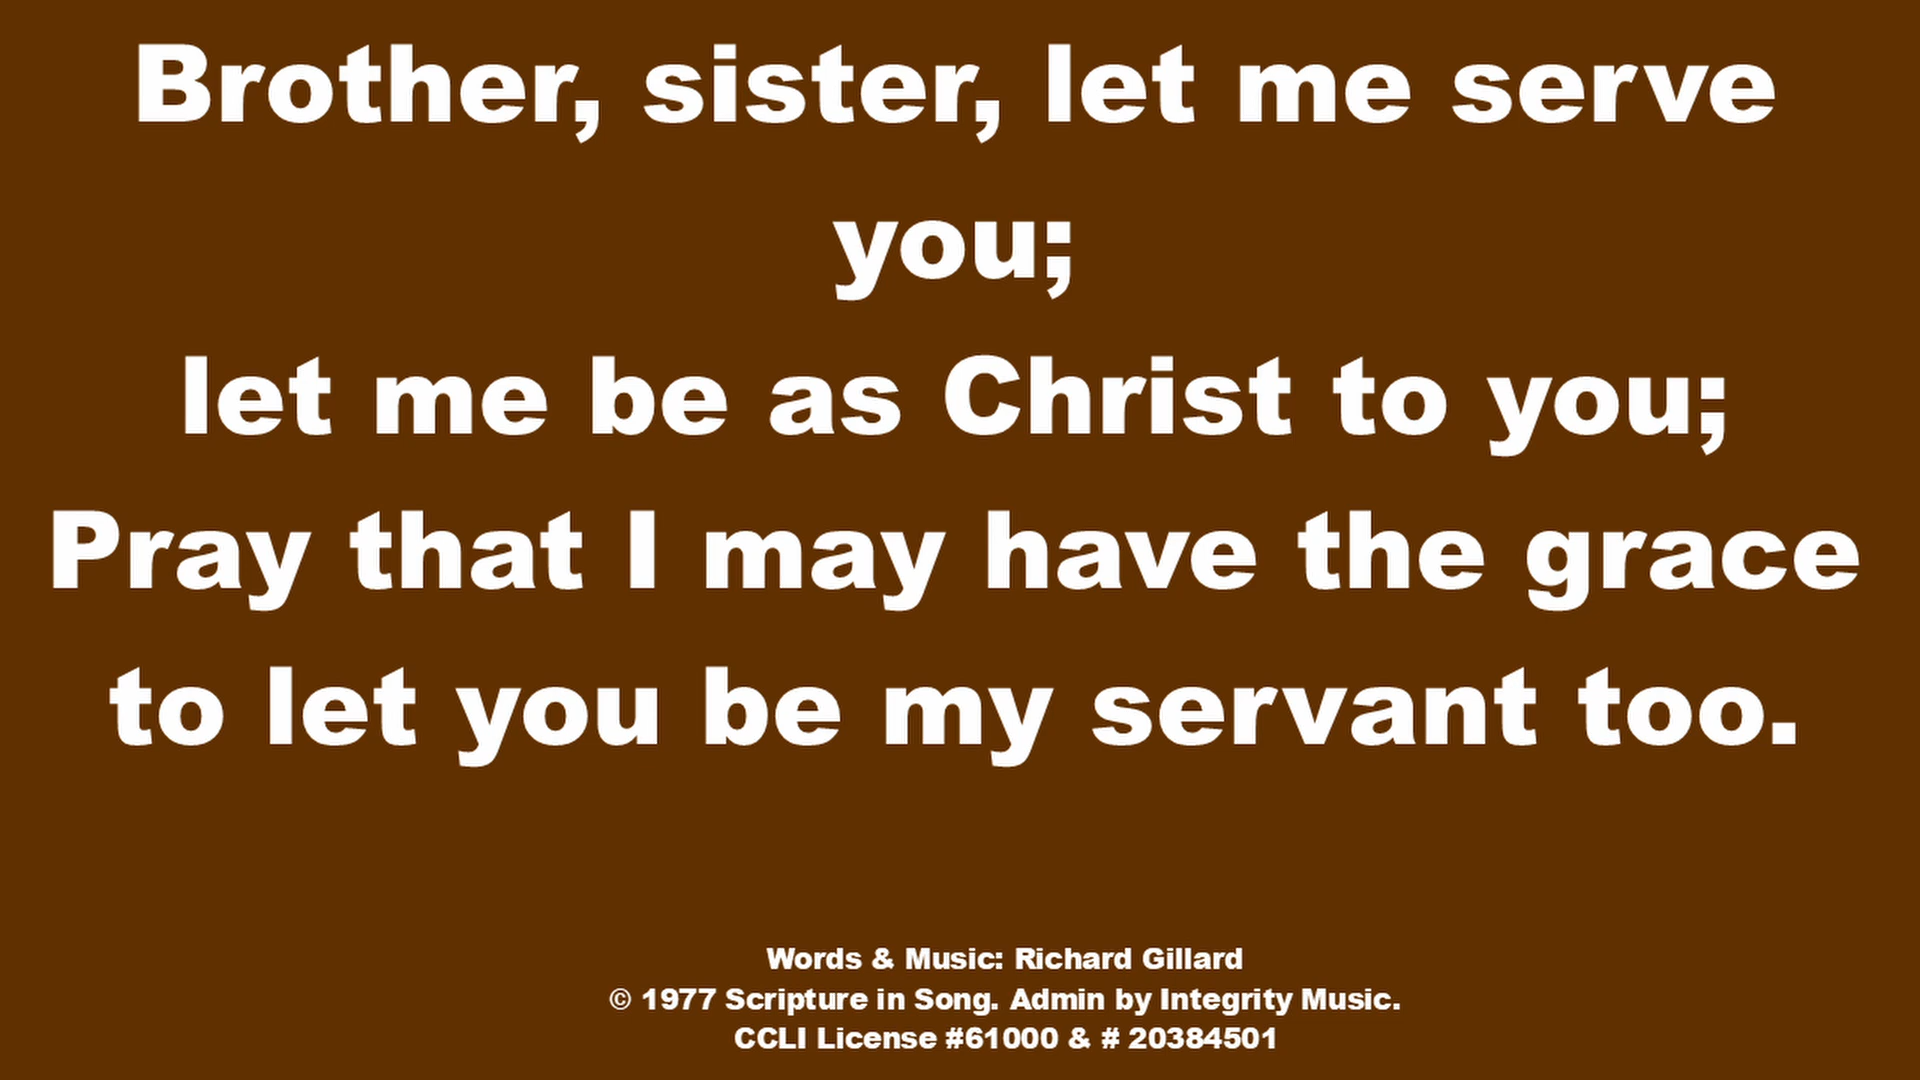 Brother, sister, let me serve
you;
let me be as Christ to you;
Pray that I may have the grace
to let you be my servant too.
Words & Music: Richard Gillard
© 1977 Scripture in Song. Admin by Integrity Music.
CCLI License #61000 & # 20384501